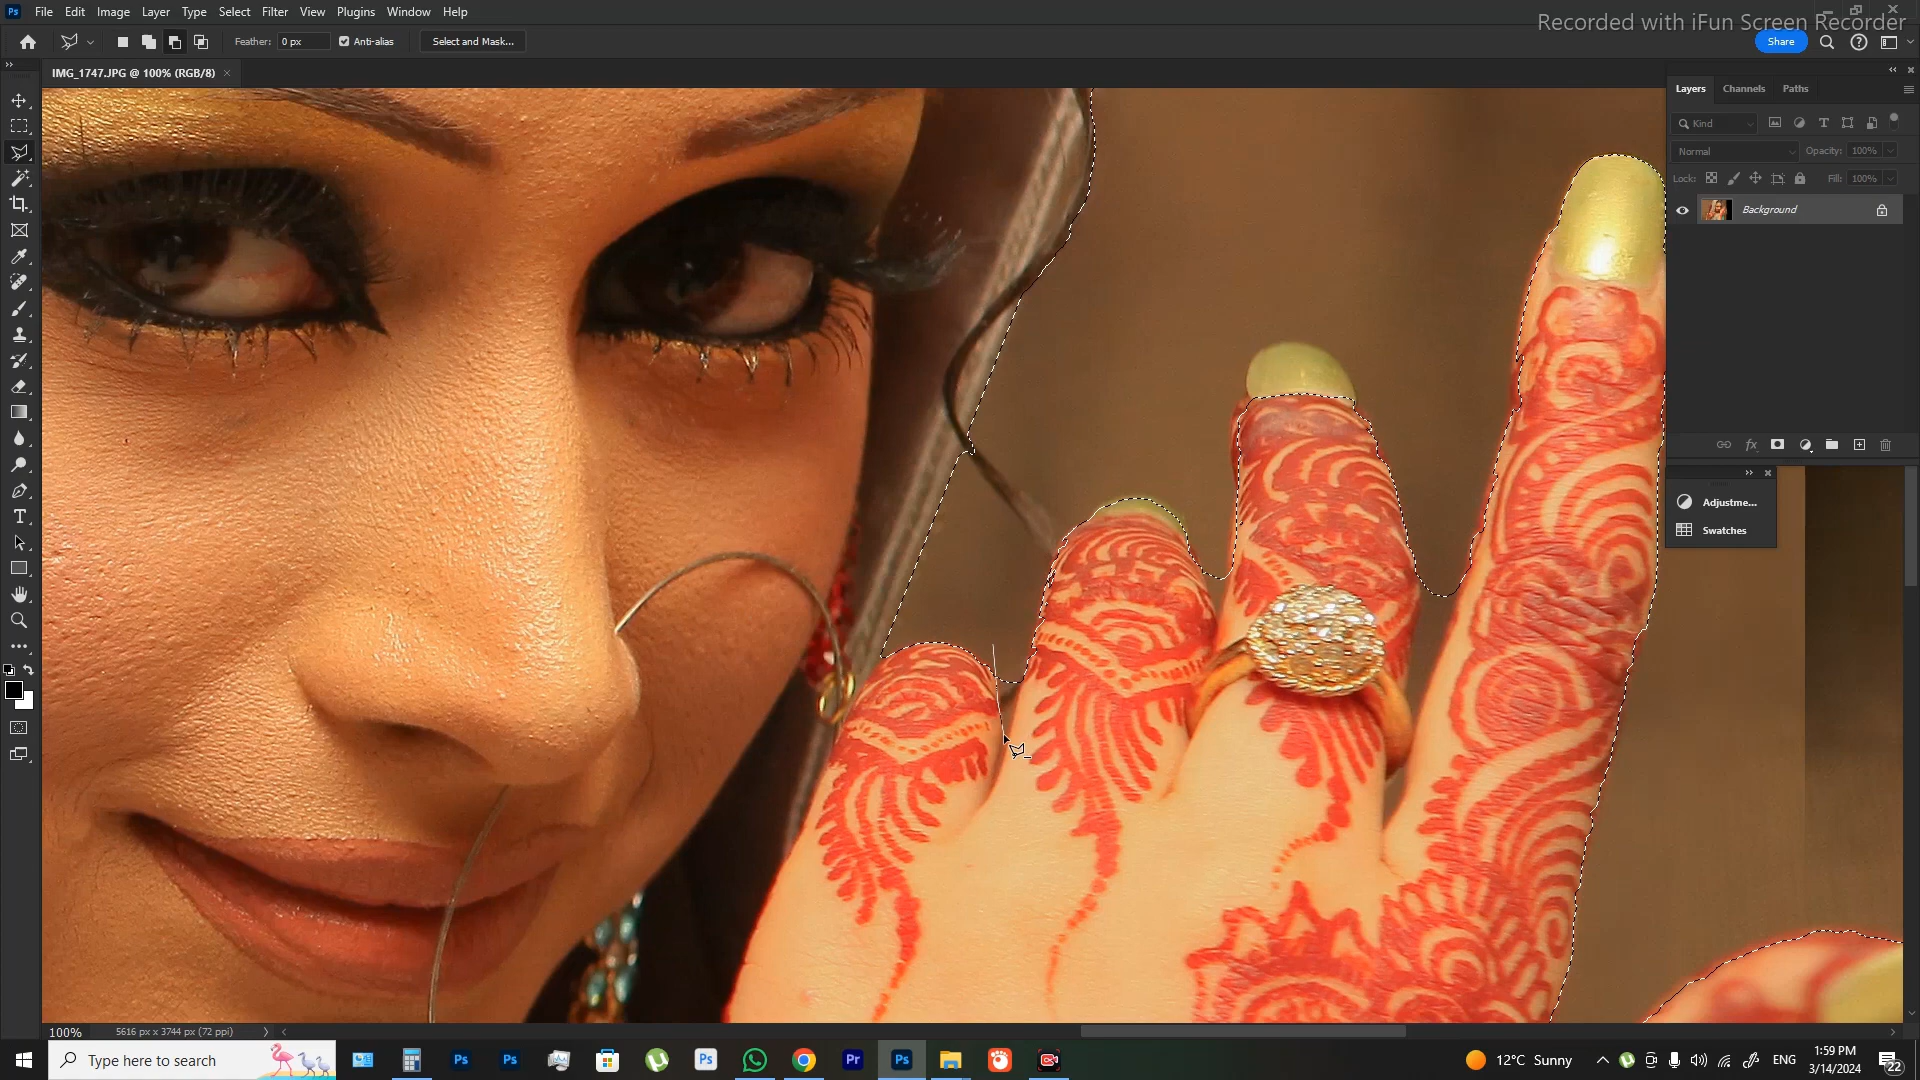 File Edit Image Layer Type Select Filter View Plugins Window Help
Recorded with iFun Screen Recorder
Feather: 0 px Anti-alias Select and Mask... Share
IMG_1747.JPG @ 100% (RGB/8)
Layers Channels Paths
Kind
Normal Opacity: 100%
Lock: Fill: 100%
Background
fx
Adjustme...
Swatches
100% 5616 px x 3744 px (72 ppi)
Type here to search
12°C Sunny
ENG
1:59 PM
3/14/2024
22